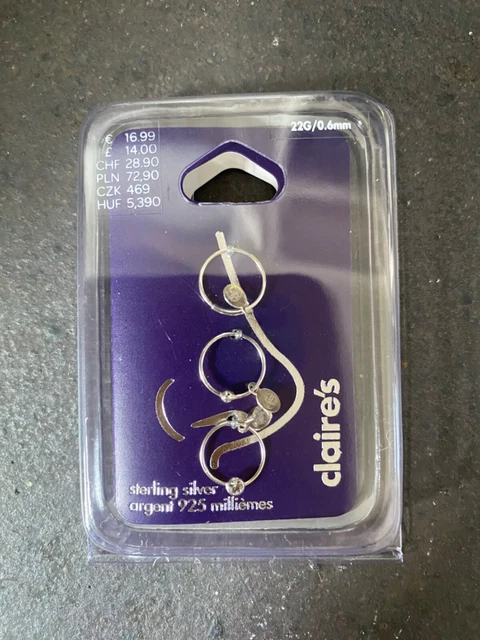 22G/0.6mm
€ 16.99
£ 14.00
CHF 28.90
PLN 72,90
CZK 469
HUF 5,390
claire's
sterling silver
argent 925 millièmes